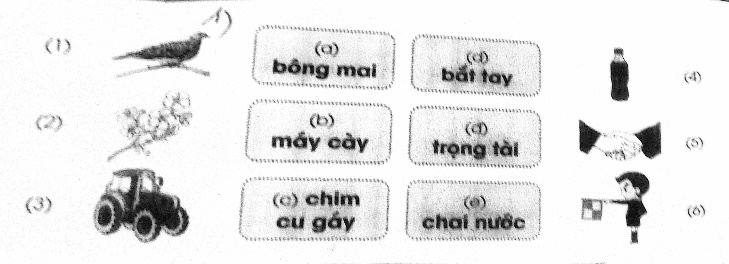 (1)
(a)
bông mai
(d)
bắt tay
(4)
(2)
(b)
máy cày
(đ)
trọng tài
(5)
(3)
(c) chim
cu gáy
(e)
chai nước
(6)